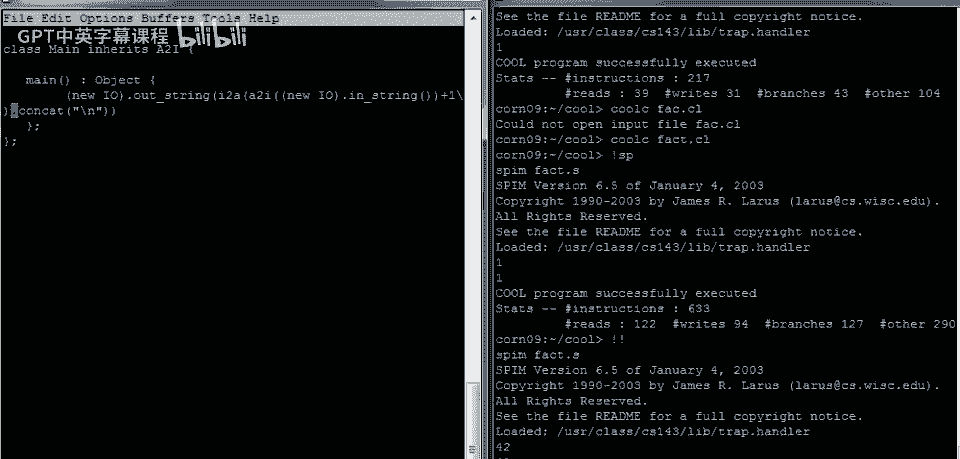 File Edit Options Buffers Tools Help
GPT中英字幕课程 bilibili
class Main inherits A2I {
main() : Object {
(new IO).out_string(i2a(a2i((new IO).in_string())+1\
).concat("\n"))
};
};
See the file README for a full copyright notice.
Loaded: /usr/class/cs143/lib/trap.handler
1
COOL program successfully executed
Stats -- #instructions : 217
#reads : 39 #writes 31 #branches 43 #other 104
corn09:~/cool> coolc fac.cl
Could not open input file fac.cl
corn09:~/cool> coolc fact.cl
corn09:~/cool> !sp
spim fact.s
SPIM Version 6.5 of January 4, 2003
Copyright 1990-2003 by James R. Larus (larus@cs.wisc.edu).
All Rights Reserved.
See the file README for a full copyright notice.
Loaded: /usr/class/cs143/lib/trap.handler
1
1
COOL program successfully executed
Stats -- #instructions : 633
#reads : 122 #writes 94 #branches 127 #other 290
corn09:~/cool> !!
spim fact.s
SPIM Version 6.5 of January 4, 2003
Copyright 1990-2003 by James R. Larus (larus@cs.wisc.edu).
All Rights Reserved.
See the file README for a full copyright notice.
Loaded: /usr/class/cs143/lib/trap.handler
42